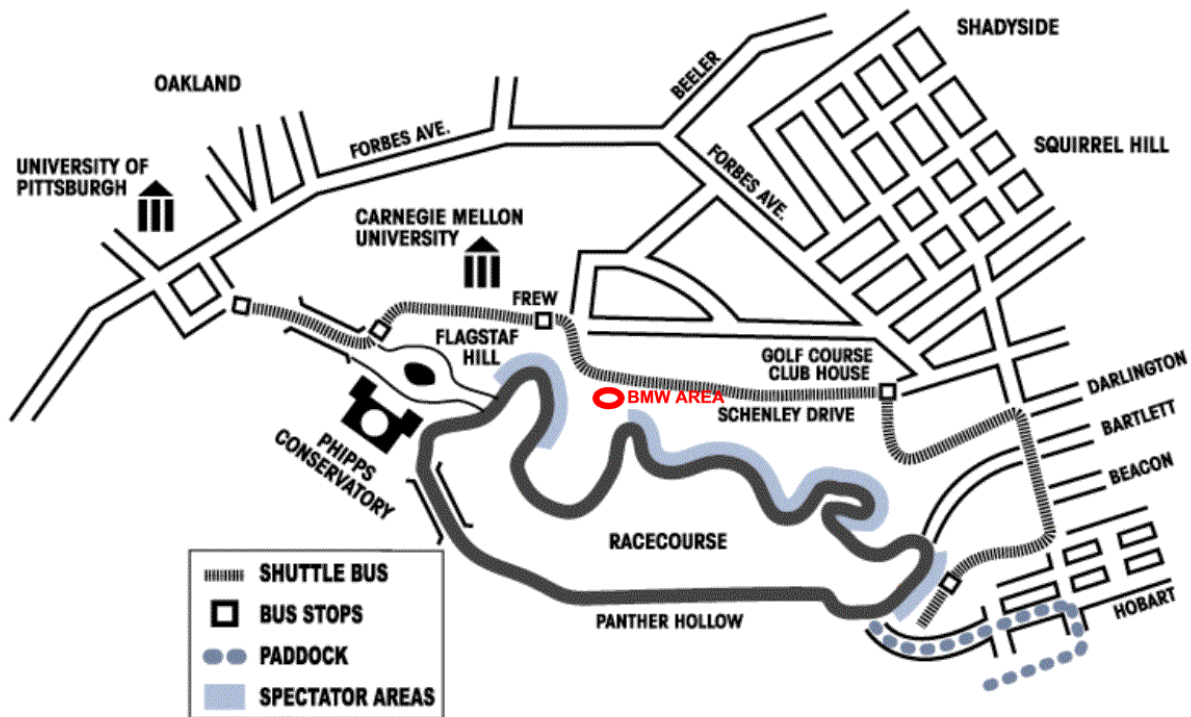 SHADYSIDE
OAKLAND
BEELER
FORBES AVE.
SQUIRREL HILL
UNIVERSITY OF
PITTSBURGH
FORBES AVE.
CARNEGIE MELLON
UNIVERSITY
FREW
FLAGSTAF
HILL
GOLF COURSE
CLUB HOUSE
DARLINGTON
BMW AREA
SCHENLEY DRIVE
BARTLETT
PHIPPS
CONSERVATORY
BEACON
RACECOURSE
HOBART
PANTHER HOLLOW
SHUTTLE BUS
BUS STOPS
PADDOCK
SPECTATOR AREAS